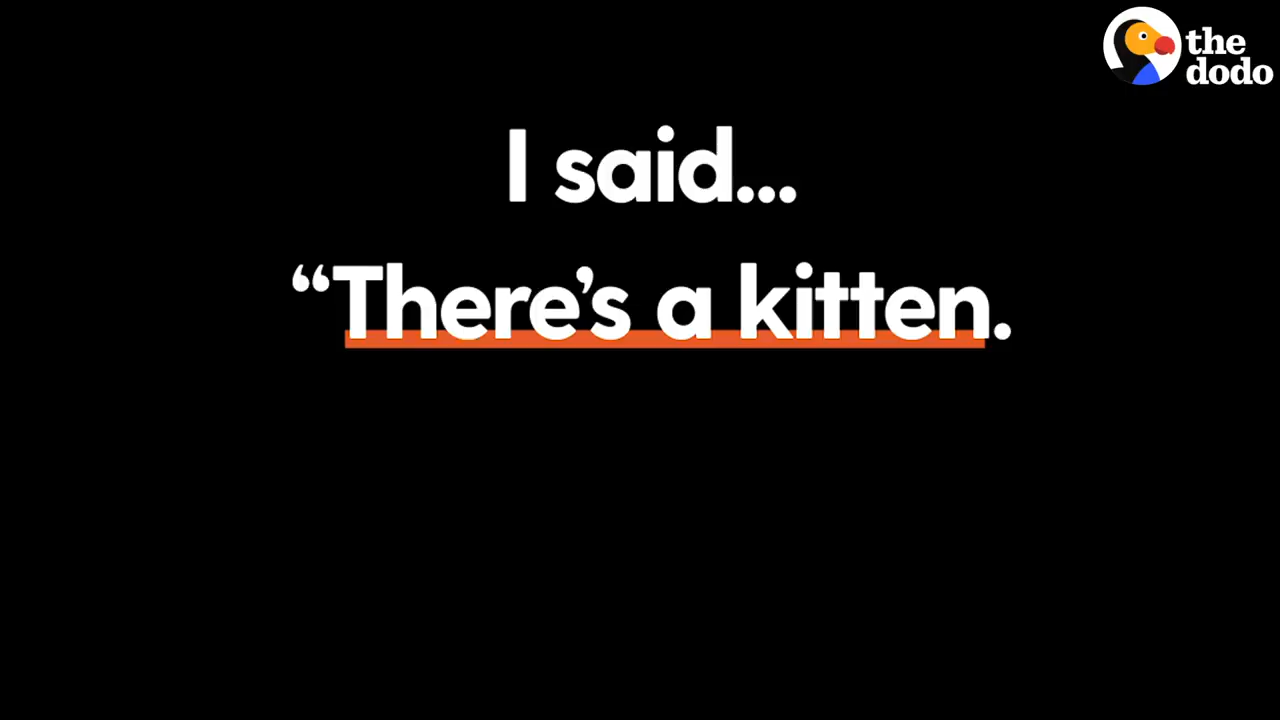 the
dodo
I said...
“There’s a kitten.